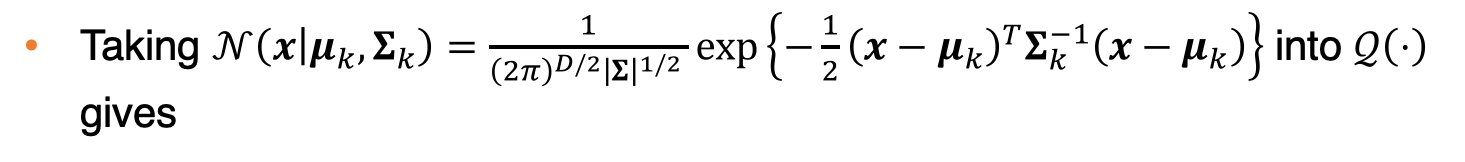 • Taking 𝒩(𝒙|𝝁ₖ, 𝚺ₖ) = 1/((2π)^{D/2}|𝚺|^{1/2}) exp{−½(𝒙 − 𝝁ₖ)ᵀ𝚺ₖ⁻¹(𝒙 − 𝝁ₖ)} into 𝒬(·)
gives